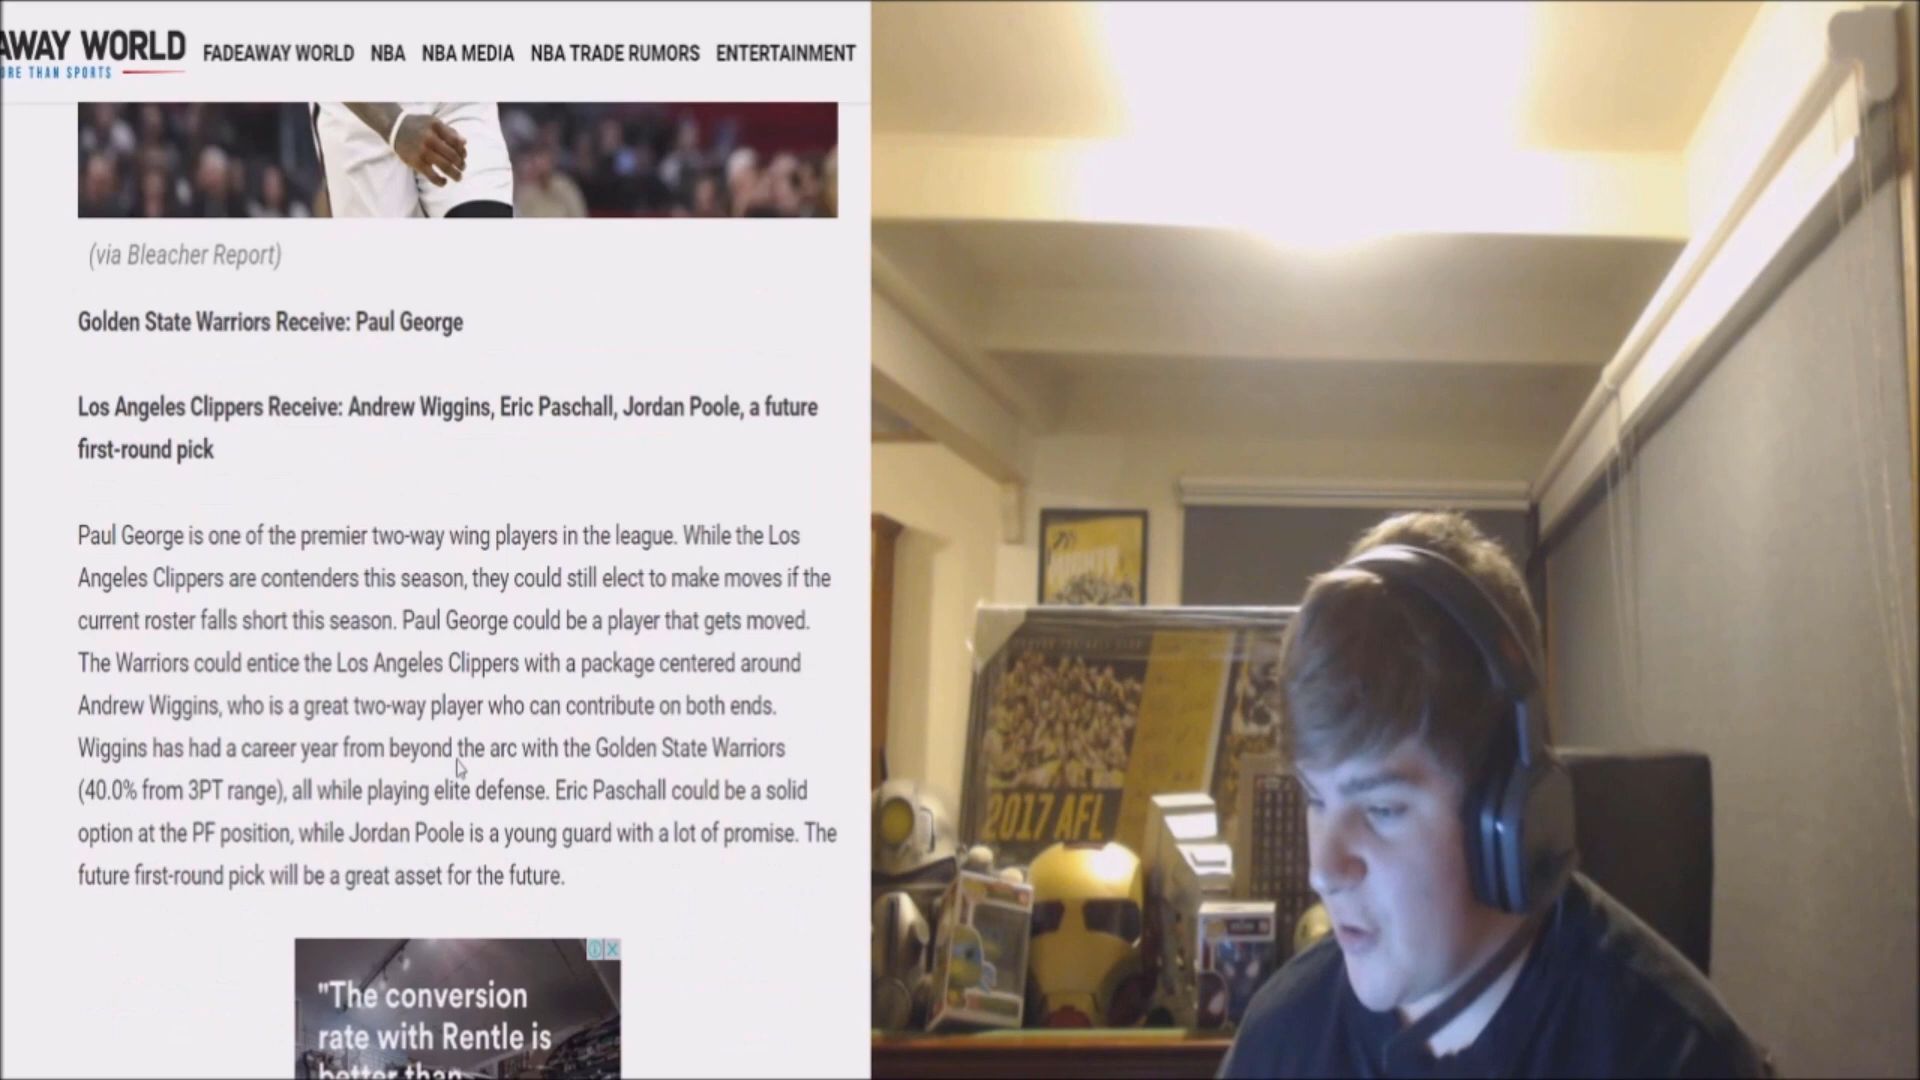 AWAY WORLD
ORE THAN SPORTS
FADEAWAY WORLD NBA NBA MEDIA NBA TRADE RUMORS ENTERTAINMENT
(via Bleacher Report)
Golden State Warriors Receive: Paul George
Los Angeles Clippers Receive: Andrew Wiggins, Eric Paschall, Jordan Poole, a future
first-round pick
Paul George is one of the premier two-way wing players in the league. While the Los
Angeles Clippers are contenders this season, they could still elect to make moves if the
current roster falls short this season. Paul George could be a player that gets moved.
The Warriors could entice the Los Angeles Clippers with a package centered around
Andrew Wiggins, who is a great two-way player who can contribute on both ends.
Wiggins has had a career year from beyond the arc with the Golden State Warriors
(40.0% from 3PT range), all while playing elite defense. Eric Paschall could be a solid
option at the PF position, while Jordan Poole is a young guard with a lot of promise. The
future first-round pick will be a great asset for the future.
"The conversion
rate with Rentle is
better than
2017 AFL